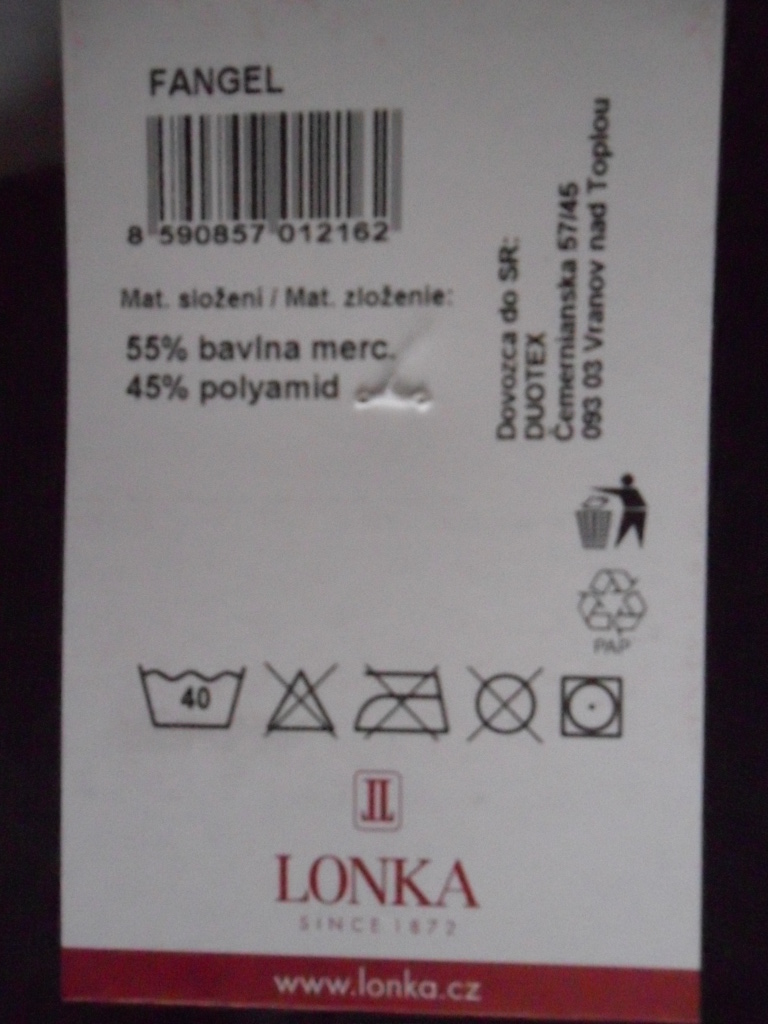 FANGEL
8 590857 012162
Mat. složení / Mat. zloženie:
55% bavlna merc.
45% polyamid
Dovozca do SR:
DUOTEX
Čemernianska 57/45
093 03 Vranov nad Toplou
PAP
40
LONKA
SINCE 1872
www.lonka.cz